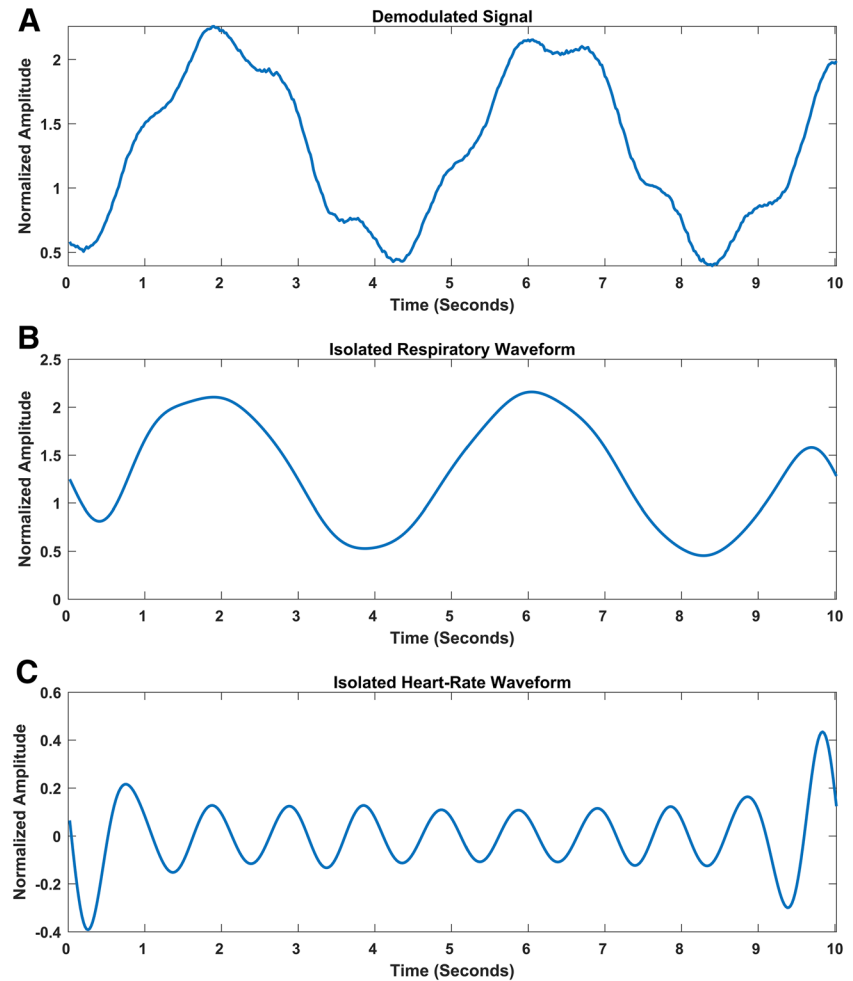 A
Demodulated Signal
Normalized Amplitude
2
1.5
1
0.5
0 1 2 3 4 5 6 7 8 9 10
Time (Seconds)
B
Isolated Respiratory Waveform
Normalized Amplitude
2.5
2
1.5
1
0.5
0
0 1 2 3 4 5 6 7 8 9 10
Time (Seconds)
C
Isolated Heart-Rate Waveform
Normalized Amplitude
0.6
0.4
0.2
0
-0.2
-0.4
0 1 2 3 4 5 6 7 8 9 10
Time (Seconds)